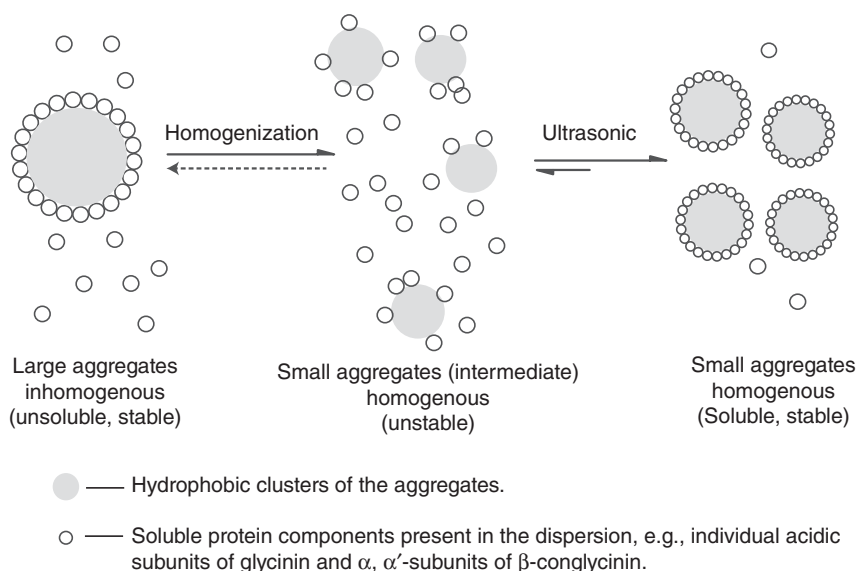 Homogenization
Ultrasonic
Large aggregates
inhomogenous
(unsoluble, stable)
Small aggregates (intermediate)
homogenous
(unstable)
Small aggregates
homogenous
(Soluble, stable)
Hydrophobic clusters of the aggregates.
Soluble protein components present in the dispersion, e.g., individual acidic
subunits of glycinin and α, α′-subunits of β-conglycinin.